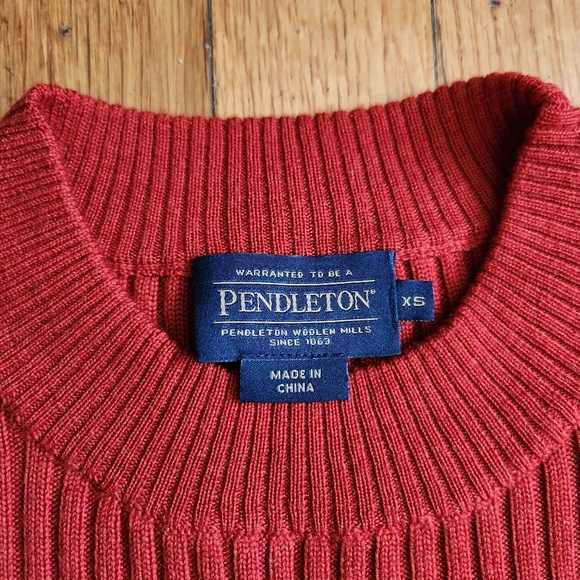 WARRANTED TO BE A
PENDLETON®
XS
PENDLETON WOOLEN MILLS
SINCE 1863
MADE IN
CHINA